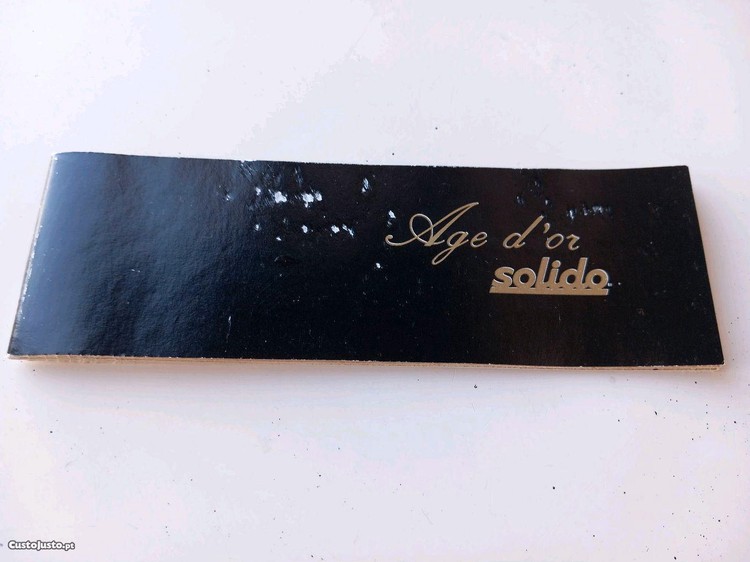 Age d'or
solido
CustoJusto.pt